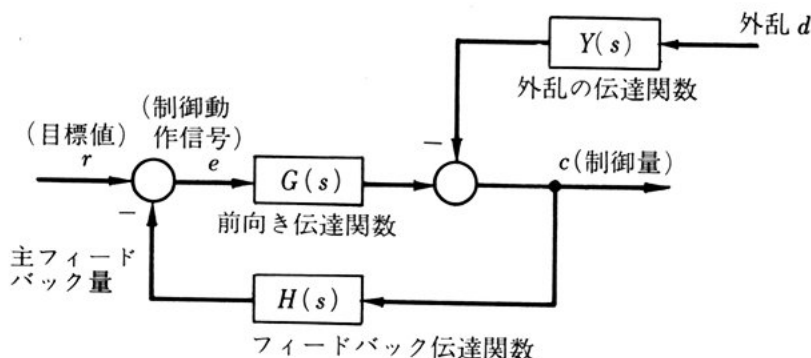 外乱 d
Y(s)
外乱の伝達関数
−
(目標値)
r
(制御動
作信号)
e
G(s)
前向き伝達関数
c(制御量)
−
主フィード
バック量
H(s)
フィードバック伝達関数